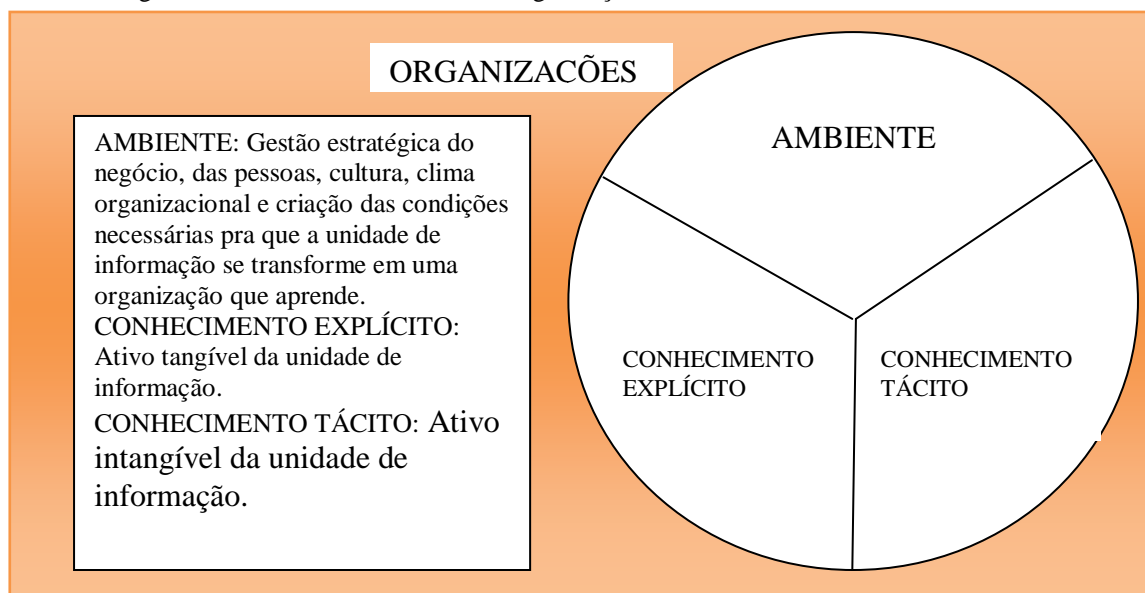 ORGANIZACÕES
AMBIENTE: Gestão estratégica do
negócio, das pessoas, cultura, clima
organizacional e criação das condições
necessárias pra que a unidade de
informação se transforme em uma
organização que aprende.
CONHECIMENTO EXPLÍCITO:
Ativo tangível da unidade de
informação.
CONHECIMENTO TÁCITO: Ativo
intangível da unidade de
informação.
AMBIENTE
CONHECIMENTO
EXPLÍCITO
CONHECIMENTO
TÁCITO